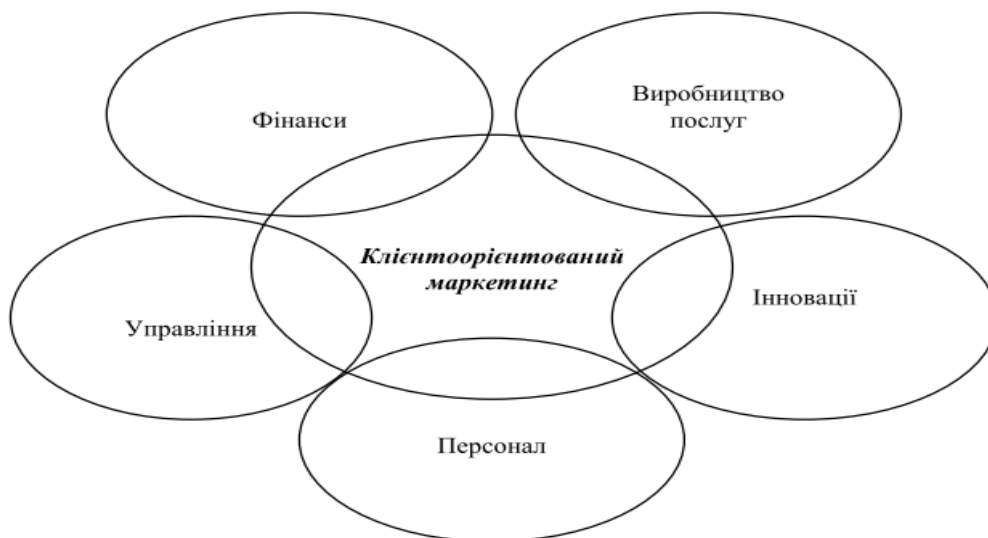 Фінанси
Виробництво
послуг
Клієнтоорієнтований
маркетинг
Управління
Інновації
Персонал